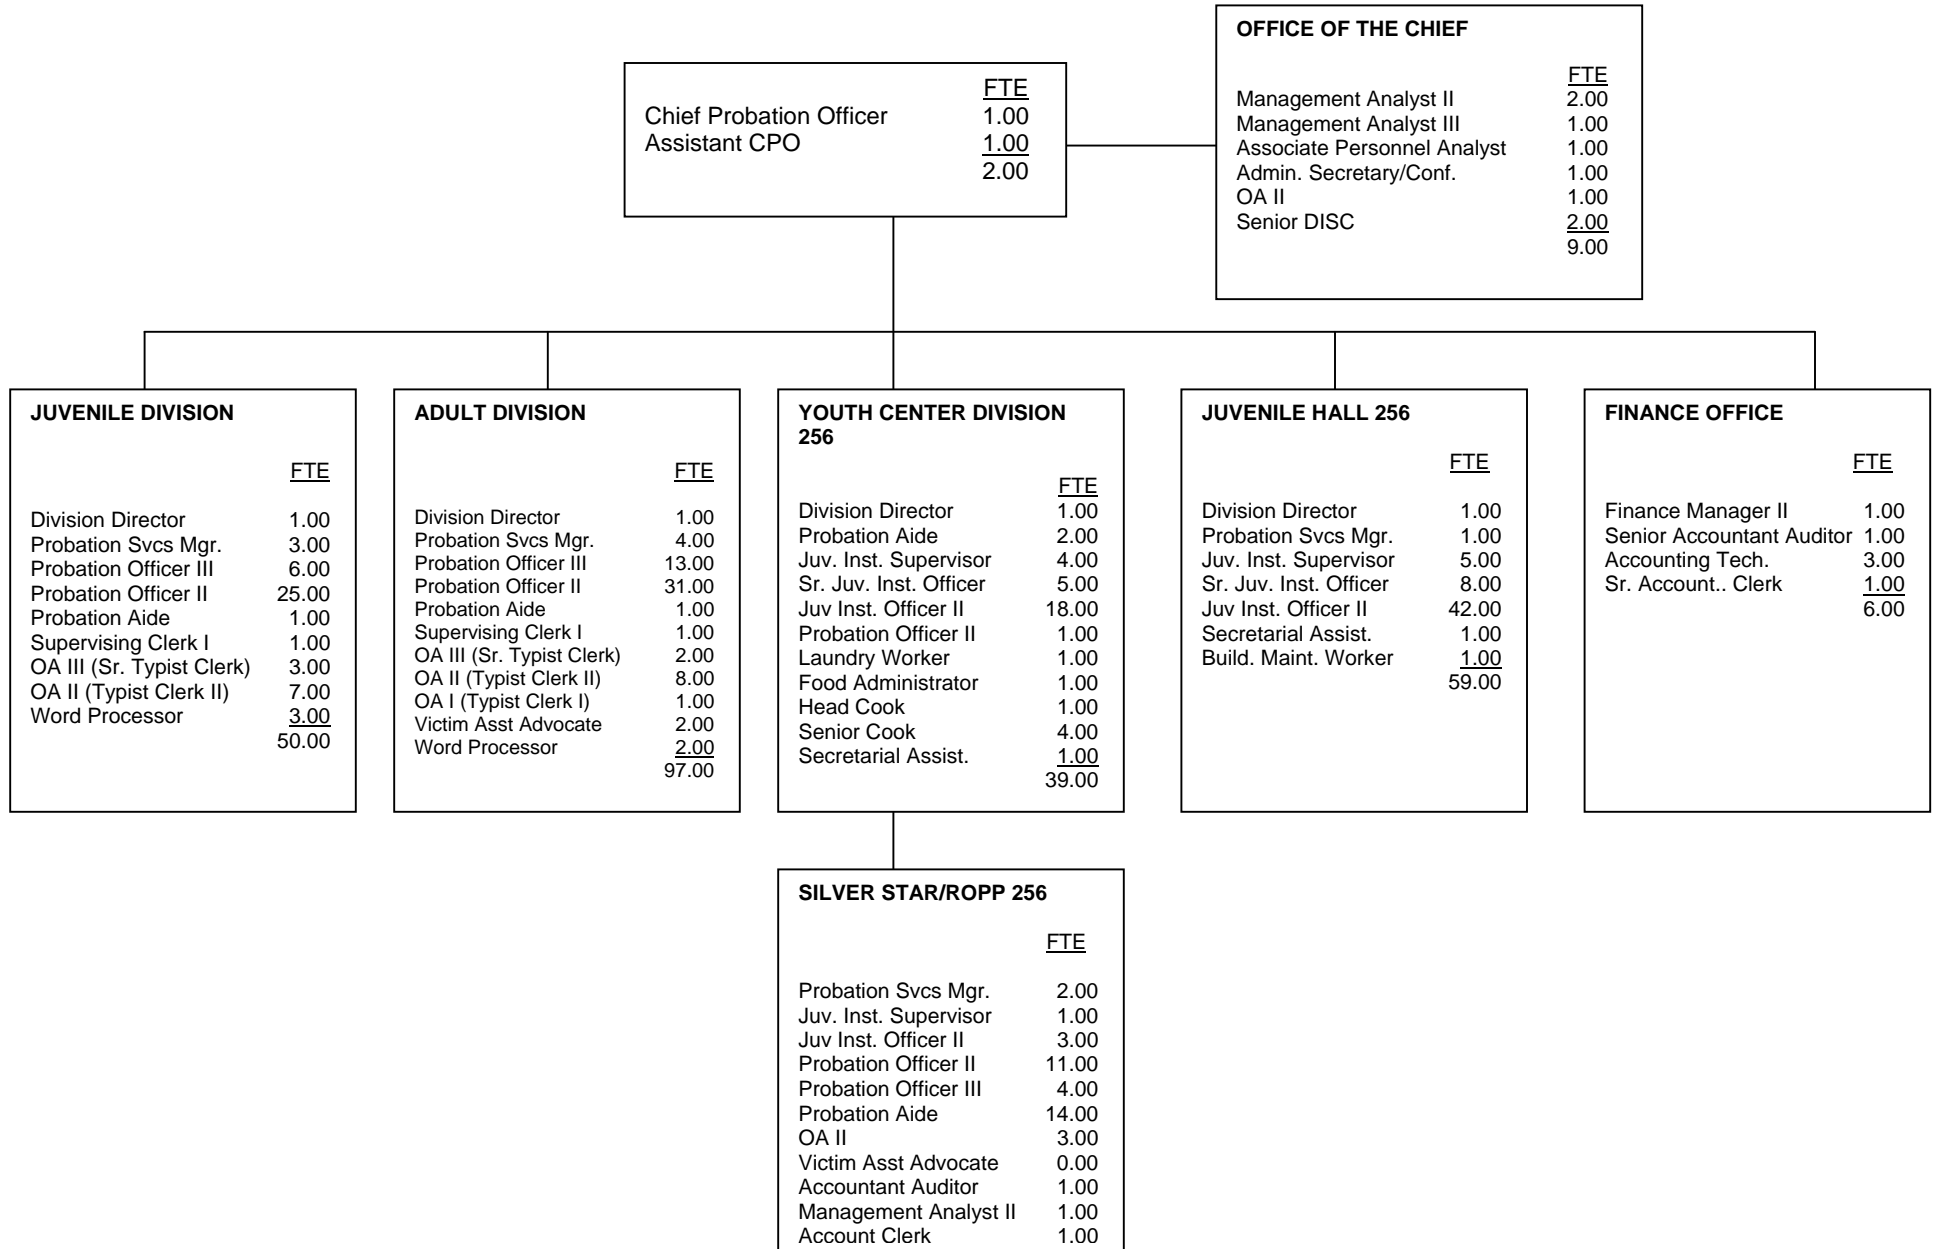 OFFICE OF THE CHIEF
FTE
Management Analyst II 2.00
Management Analyst III 1.00
Associate Personnel Analyst 1.00
Admin. Secretary/Conf. 1.00
OA II 1.00
Senior DISC 2.00
9.00
FTE
Chief Probation Officer 1.00
Assistant CPO 1.00
2.00
JUVENILE DIVISION
FTE
Division Director 1.00
Probation Svcs Mgr. 3.00
Probation Officer III 6.00
Probation Officer II 25.00
Probation Aide 1.00
Supervising Clerk I 1.00
OA III (Sr. Typist Clerk) 3.00
OA II (Typist Clerk II) 7.00
Word Processor 3.00
50.00
ADULT DIVISION
FTE
Division Director 1.00
Probation Svcs Mgr. 4.00
Probation Officer III 13.00
Probation Officer II 31.00
Probation Aide 1.00
Supervising Clerk I 1.00
OA III (Sr. Typist Clerk) 2.00
OA II (Typist Clerk II) 8.00
OA I (Typist Clerk I) 1.00
Victim Asst Advocate 2.00
Word Processor 2.00
97.00
YOUTH CENTER DIVISION
256
FTE
Division Director 1.00
Probation Aide 2.00
Juv. Inst. Supervisor 4.00
Sr. Juv. Inst. Officer 5.00
Juv Inst. Officer II 18.00
Probation Officer II 1.00
Laundry Worker 1.00
Food Administrator 1.00
Head Cook 1.00
Senior Cook 4.00
Secretarial Assist. 1.00
39.00
JUVENILE HALL 256
FTE
Division Director 1.00
Probation Svcs Mgr. 1.00
Juv. Inst. Supervisor 5.00
Sr. Juv. Inst. Officer 8.00
Juv Inst. Officer II 42.00
Secretarial Assist. 1.00
Build. Maint. Worker 1.00
59.00
FINANCE OFFICE
FTE
Finance Manager II 1.00
Senior Accountant Auditor 1.00
Accounting Tech. 3.00
Sr. Account.. Clerk 1.00
6.00
SILVER STAR/ROPP 256
FTE
Probation Svcs Mgr. 2.00
Juv. Inst. Supervisor 1.00
Juv Inst. Officer II 3.00
Probation Officer II 11.00
Probation Officer III 4.00
Probation Aide 14.00
OA II 3.00
Victim Asst Advocate 0.00
Accountant Auditor 1.00
Management Analyst II 1.00
Account Clerk 1.00